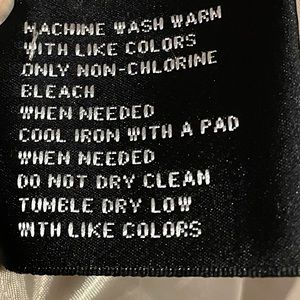 MACHINE WASH WARM
WITH LIKE COLORS
ONLY NON-CHLORINE
BLEACH
WHEN NEEDED
COOL IRON WITH A PAD
WHEN NEEDED
DO NOT DRY CLEAN
TUMBLE DRY LOW
WITH LIKE COLORS